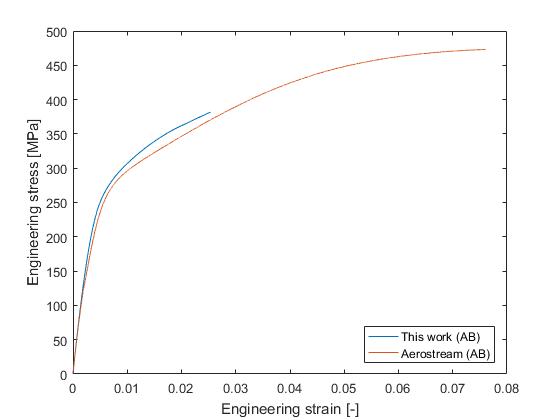 500
450
400
350
300
250
200
150
100
50
0
Engineering stress [MPa]
This work (AB)
Aerostream (AB)
0 0.01 0.02 0.03 0.04 0.05 0.06 0.07 0.08
Engineering strain [-]